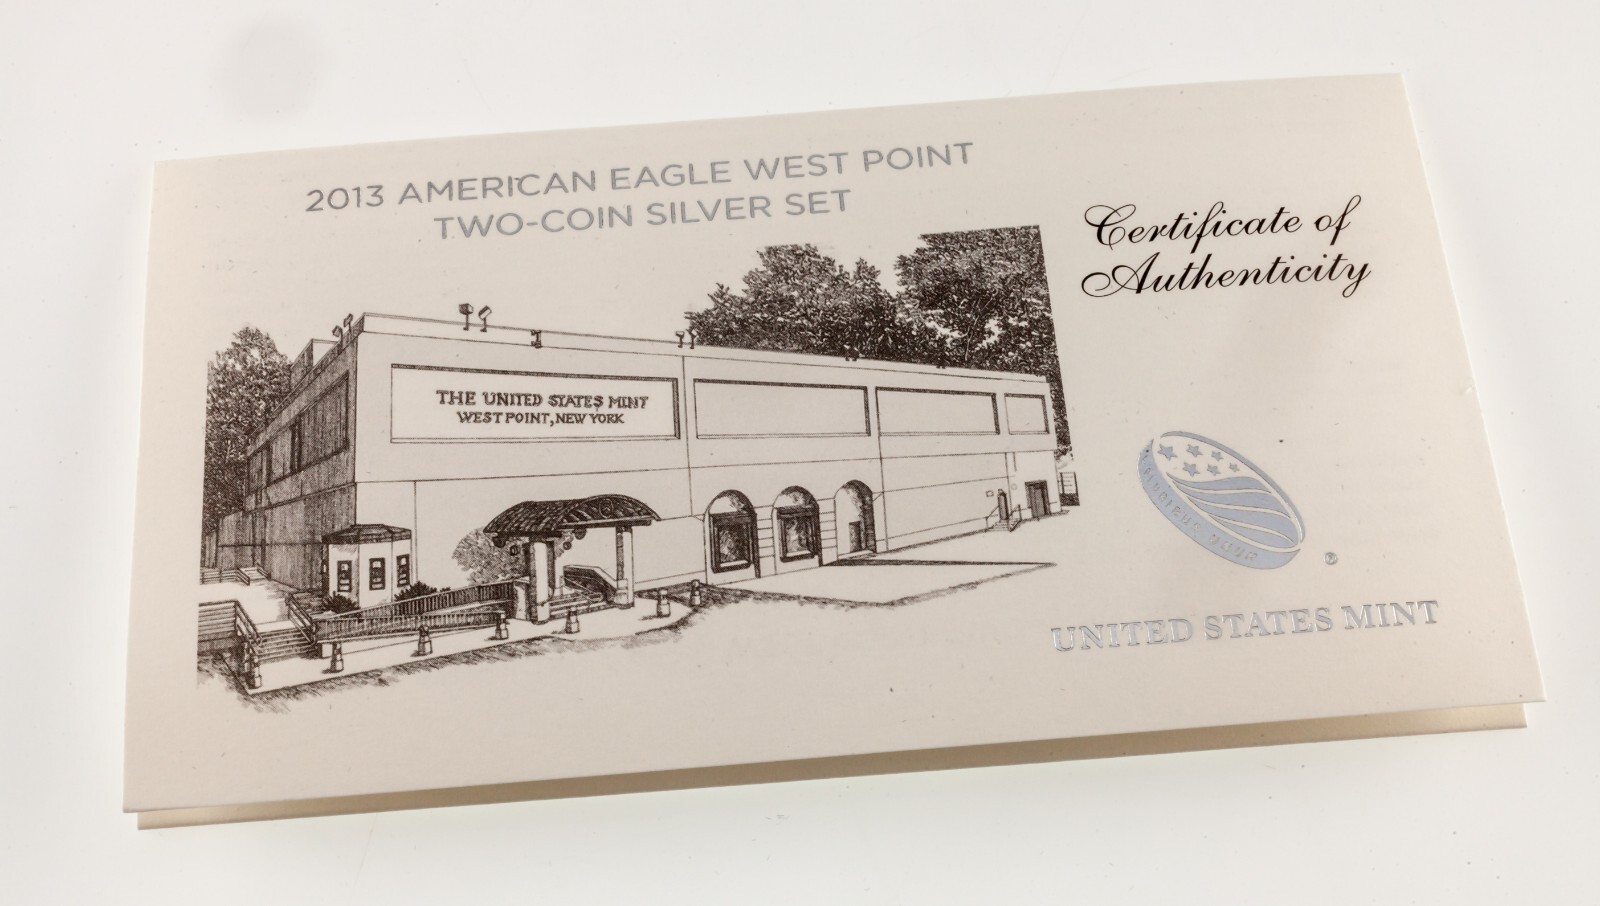 2013 AMERICAN EAGLE WEST POINT
TWO-COIN SILVER SET
Certificate of
Authenticity
THE UNITED STATES MINT
WEST POINT, NEW YORK
®
UNITED STATES MINT